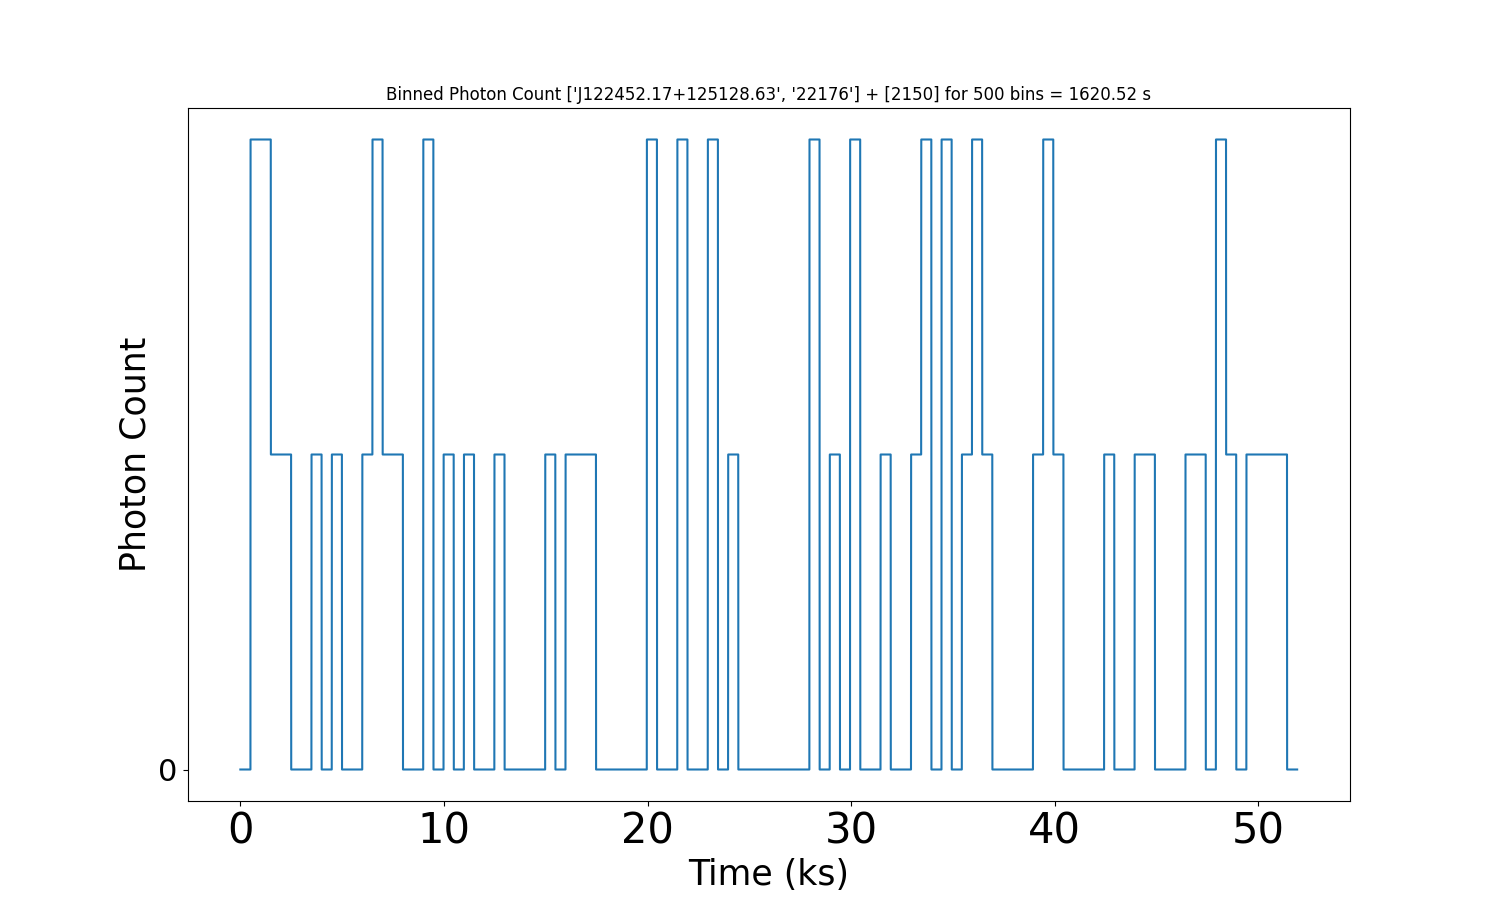 Binned Photon Count ['J122452.17+125128.63', '22176'] + [2150] for 500 bins = 1620.52 s
Photon Count
0
0 10 20 30 40 50
Time (ks)